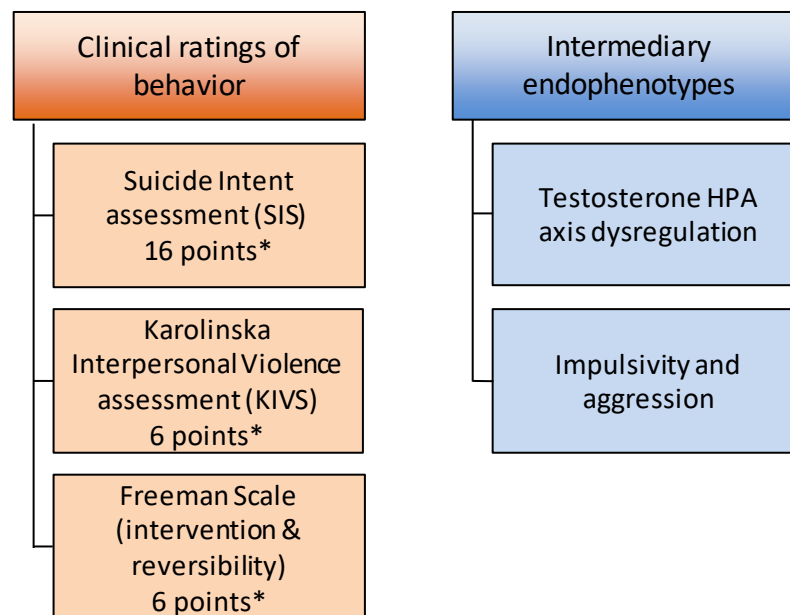 Clinical ratings of
behavior
Suicide Intent
assessment (SIS)
16 points*
Karolinska
Interpersonal Violence
assessment (KIVS)
6 points*
Freeman Scale
(intervention &
reversibility)
6 points*
Intermediary
endophenotypes
Testosterone HPA
axis dysregulation
Impulsivity and
aggression